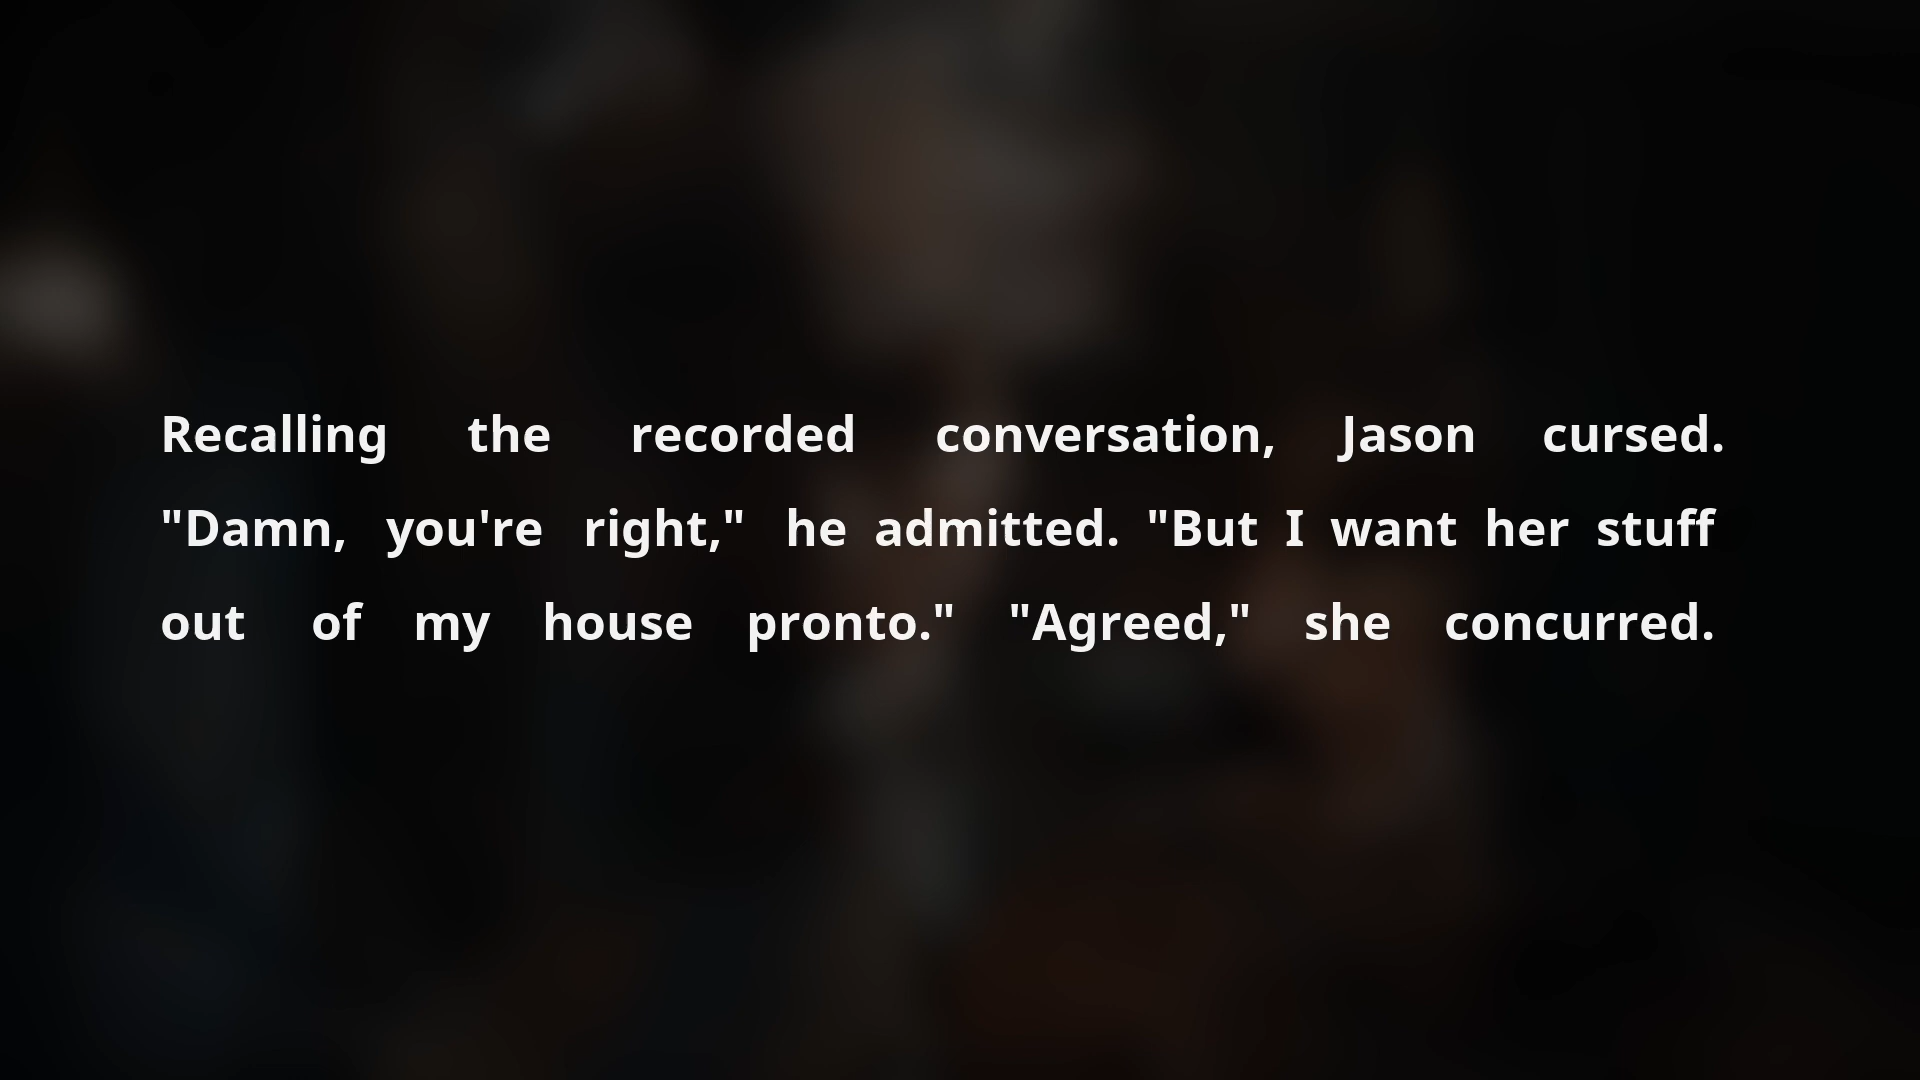 Recalling the recorded conversation, Jason cursed.
"Damn, you're right," he admitted. "But I want her stuff
out of my house pronto." "Agreed," she concurred.